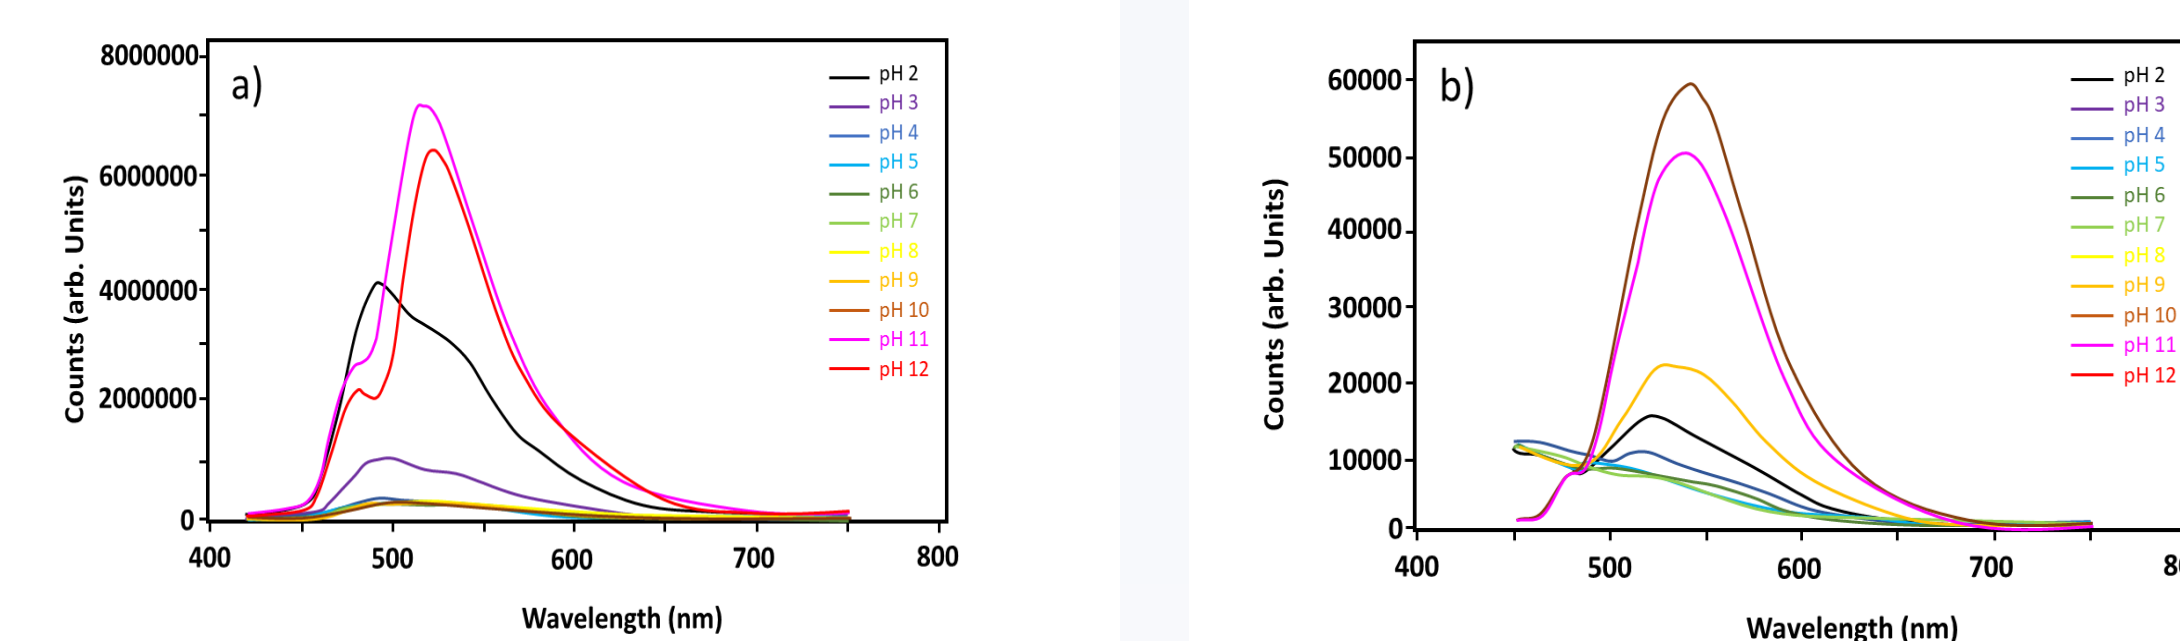 a)
Counts (arb. Units)
8000000
6000000
4000000
2000000
0
400 500 600 700 800
Wavelength (nm)
pH 2
pH 3
pH 4
pH 5
pH 6
pH 7
pH 8
pH 9
pH 10
pH 11
pH 12
b)
Counts (arb. Units)
60000
50000
40000
30000
20000
10000
0
400 500 600 700
Wavelength (nm)
pH 2
pH 3
pH 4
pH 5
pH 6
pH 7
pH 8
pH 9
pH 10
pH 11
pH 12